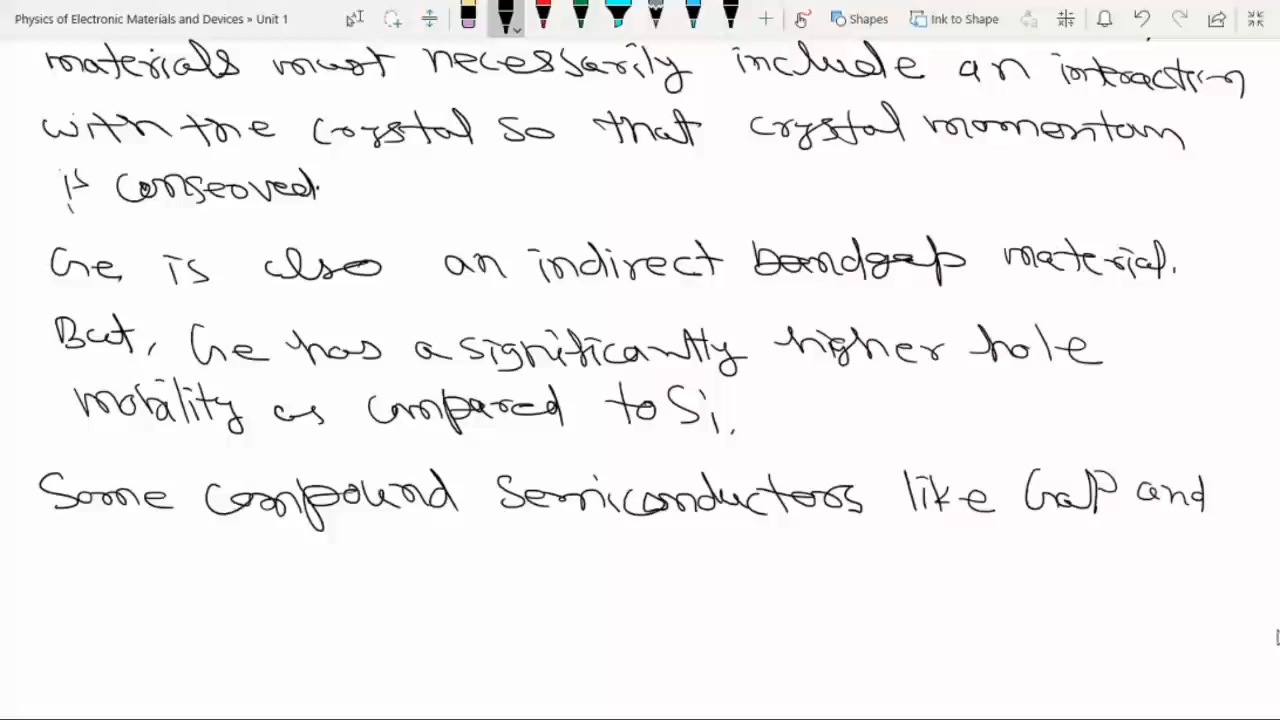 Physics of Electronic Materials and Devices » Unit 1
Shapes
Ink to Shape
materials must necessarily include an interaction
with the crystal so that crystal momentum
is conserved.
Ge is also an indirect bandgap material.
But, Ge has a significantly higher hole
mobility as compared to Si.
Some compound semiconductors like GaP and